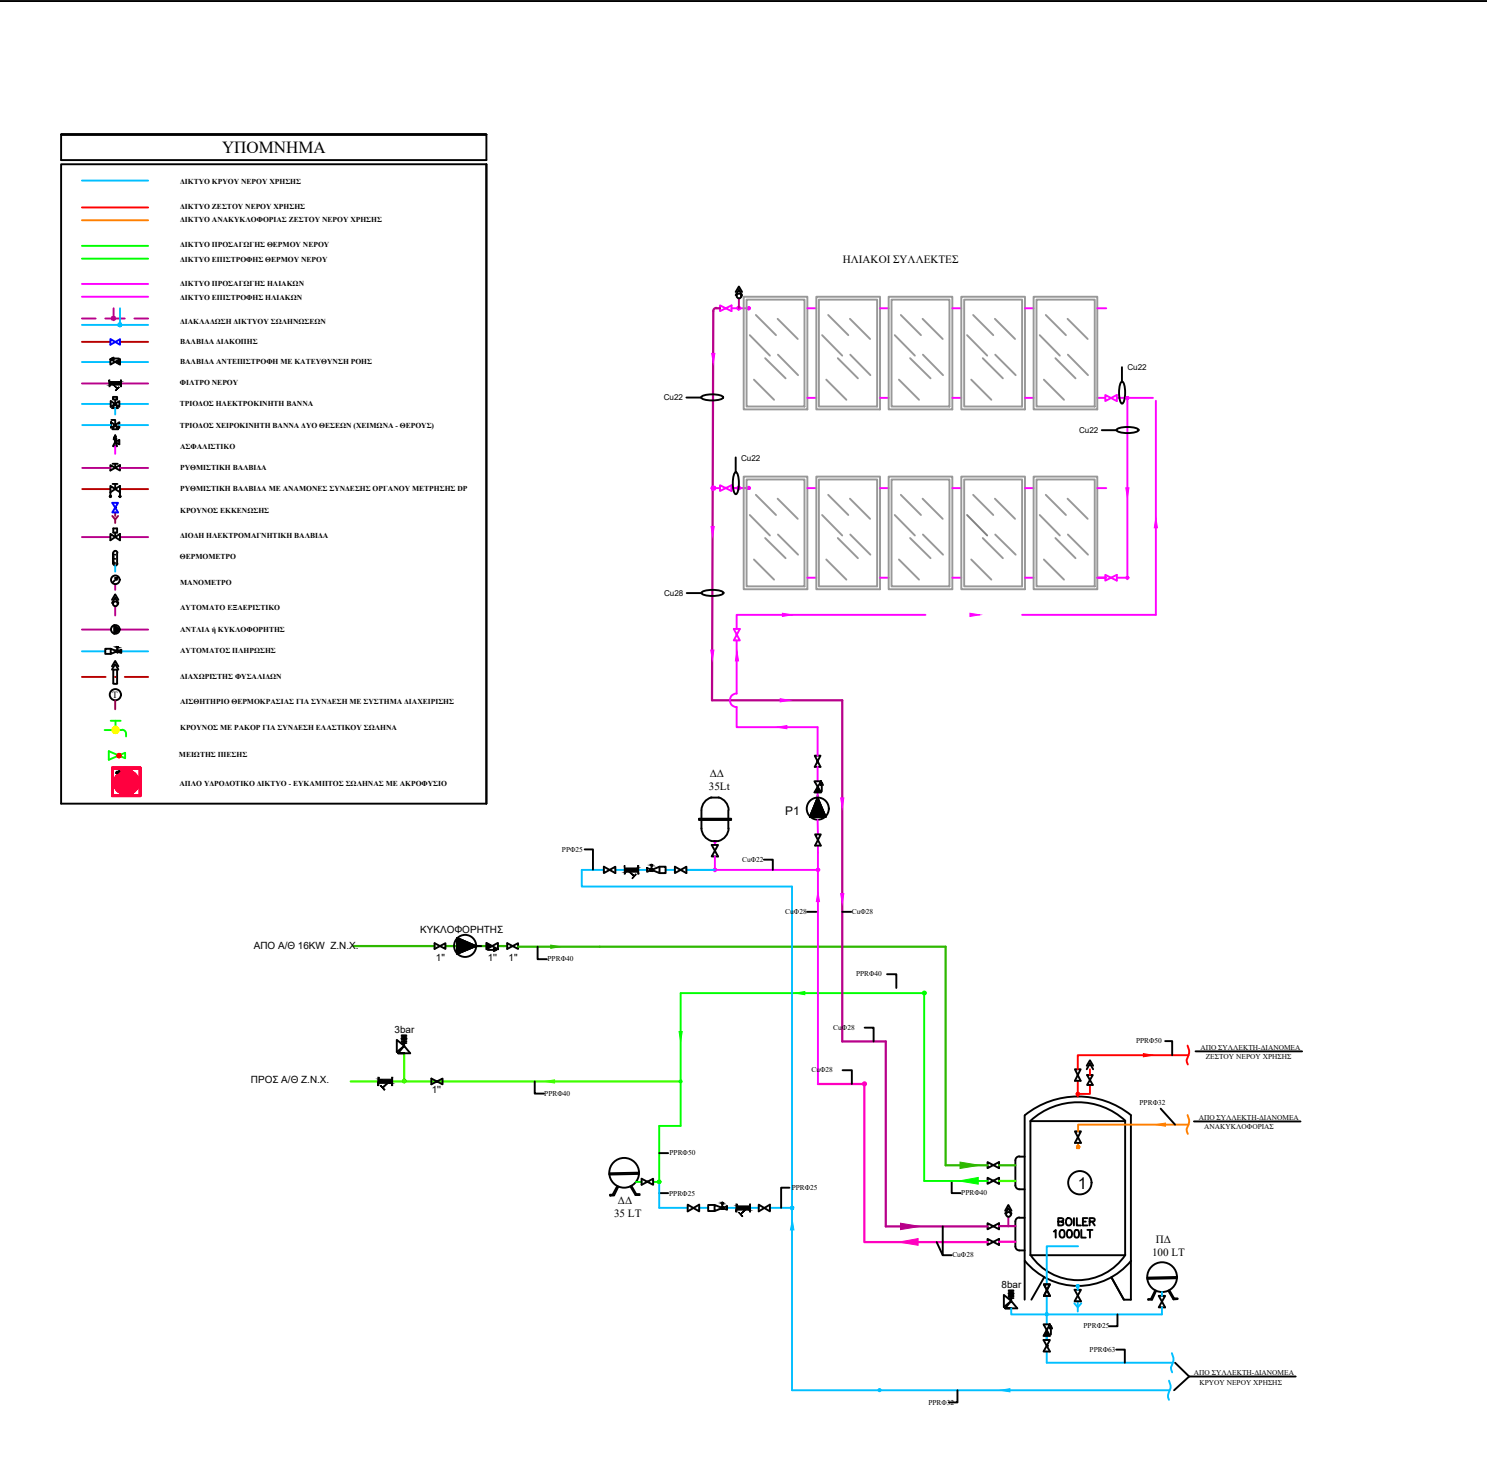 ΥΠΟΜΝΗΜΑ
ΔΙΚΤΥΟ ΚΡΥΟΥ ΝΕΡΟΥ ΧΡΗΣΗΣ
ΔΙΚΤΥΟ ΖΕΣΤΟΥ ΝΕΡΟΥ ΧΡΗΣΗΣ
ΔΙΚΤΥΟ ΑΝΑΚΥΚΛΟΦΟΡΙΑΣ ΖΕΣΤΟΥ ΝΕΡΟΥ ΧΡΗΣΗΣ
ΔΙΚΤΥΟ ΠΡΟΣΑΓΩΓΗΣ ΘΕΡΜΟΥ ΝΕΡΟΥ
ΔΙΚΤΥΟ ΕΠΙΣΤΡΟΦΗΣ ΘΕΡΜΟΥ ΝΕΡΟΥ
ΔΙΚΤΥΟ ΠΡΟΣΑΓΩΓΗΣ ΗΛΙΑΚΩΝ
ΔΙΚΤΥΟ ΕΠΙΣΤΡΟΦΗΣ ΗΛΙΑΚΩΝ
ΔΙΑΚΛΑΔΩΣΗ ΔΙΚΤΥΟΥ ΣΩΛΗΝΩΣΕΩΝ
ΒΑΛΒΙΔΑ ΔΙΑΚΟΠΗΣ
ΒΑΛΒΙΔΑ ΑΝΤΕΠΙΣΤΡΟΦΗ ΜΕ ΚΑΤΕΥΘΥΝΣΗ ΡΟΗΣ
ΦΙΛΤΡΟ ΝΕΡΟΥ
ΤΡΙΟΔΟΣ ΗΛΕΚΤΡΟΚΙΝΗΤΗ ΒΑΝΝΑ
ΤΡΙΟΔΟΣ ΧΕΙΡΟΚΙΝΗΤΗ ΒΑΝΝΑ ΔΥΟ ΘΕΣΕΩΝ (ΧΕΙΜΩΝΑ - ΘΕΡΟΥΣ)
ΑΣΦΑΛΙΣΤΙΚΟ
ΡΥΘΜΙΣΤΙΚΗ ΒΑΛΒΙΔΑ
ΡΥΘΜΙΣΤΙΚΗ ΒΑΛΒΙΔΑ ΜΕ ΑΝΑΜΟΝΕΣ ΣΥΝΔΕΣΗΣ ΟΡΓΑΝΟΥ ΜΕΤΡΗΣΗΣ DP
ΚΡΟΥΝΟΣ ΕΚΚΕΝΩΣΗΣ
ΔΙΟΔΗ ΗΛΕΚΤΡΟΜΑΓΝΗΤΙΚΗ ΒΑΛΒΙΔΑ
ΘΕΡΜΟΜΕΤΡΟ
ΜΑΝΟΜΕΤΡΟ
ΑΥΤΟΜΑΤΟ ΕΞΑΕΡΙΣΤΙΚΟ
ΑΝΤΛΙΑ ή ΚΥΚΛΟΦΟΡΗΤΗΣ
ΑΥΤΟΜΑΤΟΣ ΠΛΗΡΩΣΗΣ
ΔΙΑΧΩΡΙΣΤΗΣ ΦΥΣΑΛΙΔΩΝ
T
ΑΙΣΘΗΤΗΡΙΟ ΘΕΡΜΟΚΡΑΣΙΑΣ ΓΙΑ ΣΥΝΔΕΣΗ ΜΕ ΣΥΣΤΗΜΑ ΔΙΑΧΕΙΡΙΣΗΣ
ΚΡΟΥΝΟΣ ΜΕ ΡΑΚΟΡ ΓΙΑ ΣΥΝΔΕΣΗ ΕΛΑΣΤΙΚΟΥ ΣΩΛΗΝΑ
ΜΕΙΩΤΗΣ ΠΙΕΣΗΣ
ΑΠΛΟ ΥΔΡΟΔΟΤΙΚΟ ΔΙΚΤΥΟ - ΕΥΚΑΜΠΤΟΣ ΣΩΛΗΝΑΣ ΜΕ ΑΚΡΟΦΥΣΙΟ
ΗΛΙΑΚΟΙ ΣΥΛΛΕΚΤΕΣ
Cu22
Cu22
Cu22
Cu22
Cu28
ΔΔ
35Lt
P1
PPΦ25
CuΦ22
CuΦ28
CuΦ28
ΚΥΚΛΟΦΟΡΗΤΗΣ
ΑΠΟ Α/Θ 16KW Ζ.Ν.Χ.
1"
1"
1"
PPRΦ40
PPRΦ40
3bar
CuΦ28
PPRΦ50
ΑΠΟ ΣΥΛΛΕΚΤΗ-ΔΙΑΝΟΜΕΑ
ΖΕΣΤΟΥ ΝΕΡΟΥ ΧΡΗΣΗΣ
CuΦ28
ΠΡΟΣ Α/Θ Ζ.Ν.Χ.
1"
PPRΦ40
PPRΦ32
ΑΠΟ ΣΥΛΛΕΚΤΗ-ΔΙΑΝΟΜΕΑ
ΑΝΑΚΥΚΛΟΦΟΡΙΑΣ
PPRΦ50
PPRΦ25
PPRΦ25
PPRΦ40
1
ΔΔ
35 LT
BOILER
1000LT
CuΦ28
ΠΔ
100 LT
8bar
PPRΦ25
PPRΦ63
ΑΠΟ ΣΥΛΛΕΚΤΗ-ΔΙΑΝΟΜΕΑ
ΚΡΥΟΥ ΝΕΡΟΥ ΧΡΗΣΗΣ
PPRΦ32